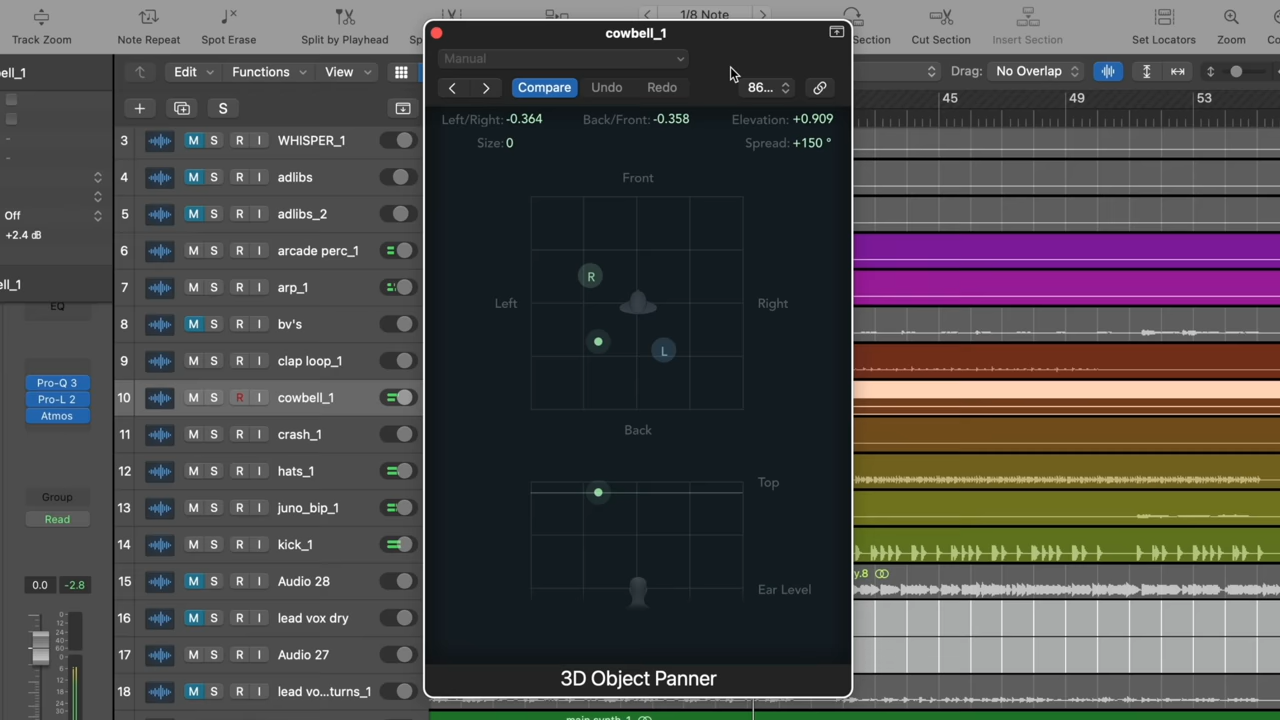 Track Zoom
Note Repeat
Spot Erase
Split by Playhead
1/8 Note
Section
Cut Section
Insert Section
Set Locators
Zoom
cowbell_1
Manual
Compare
Undo
Redo
86...
Left/Right: -0.364
Back/Front: -0.358
Elevation: +0.909
Size: 0
Spread: +150 °
Front
Left
R
L
Right
Back
Top
Ear Level
3D Object Panner
ell_1
Edit
Functions
View
Drag: No Overlap
S
45
49
53
3 M S R I WHISPER_1
4 M S R I adlibs
5 M S R I adlibs_2
6 M S R I arcade perc_1
7 M S R I arp_1
8 M S R I bv's
9 M S R I clap loop_1
10 M S R I cowbell_1
11 M S R I crash_1
12 M S R I hats_1
13 M S R I juno_bip_1
14 M S R I kick_1
15 M S R I Audio 28
16 M S R I lead vox dry
17 M S R I Audio 27
18 M S R I lead vo...turns_1
Off
+2.4 dB
ell_1
EQ
Pro-Q 3
Pro-L 2
Atmos
Group
Read
0.0
-2.8
y.8
main synth_1